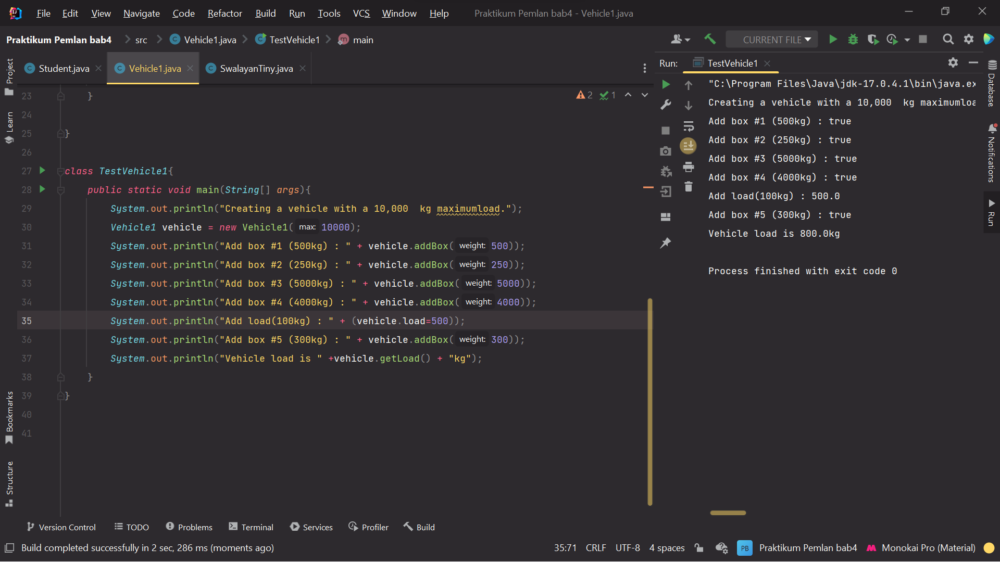 File Edit View Navigate Code Refactor Build Run Tools VCS Window Help Praktikum Pemlan bab4 - Vehicle1.java
Praktikum Pemlan bab4 src Vehicle1.java TestVehicle1 main CURRENT FILE
Project
Learn
Bookmarks
Structure
Student.java Vehicle1.java SwalayanTiny.java
2 1
23 }
24
25 }
26
27 class TestVehicle1{
28 public static void main(String[] args){
29 System.out.println("Creating a vehicle with a 10,000  kg maximumload.");
30 Vehicle1 vehicle = new Vehicle1( max: 10000);
31 System.out.println("Add box #1 (500kg) : " + vehicle.addBox( weight: 500));
32 System.out.println("Add box #2 (250kg) : " + vehicle.addBox( weight: 250));
33 System.out.println("Add box #3 (5000kg) : " + vehicle.addBox( weight: 5000));
34 System.out.println("Add box #4 (4000kg) : " + vehicle.addBox( weight: 4000));
35 System.out.println("Add load(100kg) : " + (vehicle.load=500));
36 System.out.println("Add box #5 (300kg) : " + vehicle.addBox( weight: 300));
37 System.out.println("Vehicle load is " +vehicle.getLoad() + "kg");
38 }
39 }
40
41
Run: TestVehicle1
"C:\Program Files\Java\jdk-17.0.4.1\bin\java.ex
Creating a vehicle with a 10,000  kg maximumloa
Add box #1 (500kg) : true
Add box #2 (250kg) : true
Add box #3 (5000kg) : true
Add box #4 (4000kg) : true
Add load(100kg) : 500.0
Add box #5 (300kg) : true
Vehicle load is 800.0kg
Process finished with exit code 0
Database
Notifications
Run
Version Control TODO Problems Terminal Services Profiler Build
Build completed successfully in 2 sec, 286 ms (moments ago) 35:71 CRLF UTF-8 4 spaces PB Praktikum Pemlan bab4 Monokai Pro (Material)